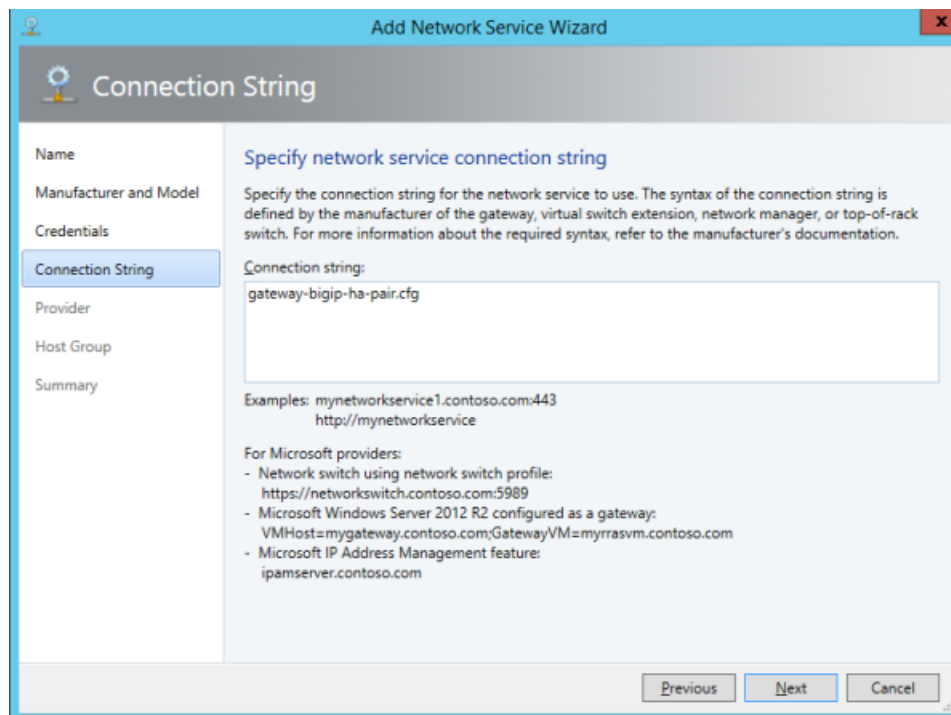 Add Network Service Wizard
x
Connection String
Name
Manufacturer and Model
Credentials
Connection String
Provider
Host Group
Summary
Specify network service connection string
Specify the connection string for the network service to use. The syntax of the connection string is
defined by the manufacturer of the gateway, virtual switch extension, network manager, or top-of-rack
switch. For more information about the required syntax, refer to the manufacturer's documentation.
Connection string:
gateway-bigip-ha-pair.cfg
Examples: mynetworkservice1.contoso.com:443
http://mynetworkservice
For Microsoft providers:
- Network switch using network switch profile:
https://networkswitch.contoso.com:5989
- Microsoft Windows Server 2012 R2 configured as a gateway:
VMHost=mygateway.contoso.com;GatewayVM=myrrasvm.contoso.com
- Microsoft IP Address Management feature:
ipamserver.contoso.com
Previous
Next
Cancel